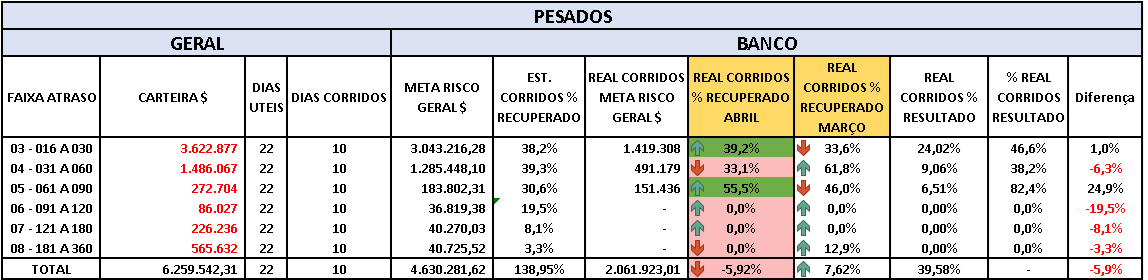 PESADOS
GERAL BANCO
FAIXA ATRASO CARTEIRA $ DIAS UTEIS DIAS CORRIDOS META RISCO GERAL $ EST. CORRIDOS % RECUPERADO REAL CORRIDOS META RISCO GERAL $ REAL CORRIDOS % RECUPERADO ABRIL REAL CORRIDOS % RECUPERADO MARÇO REAL CORRIDOS % RESULTADO % REAL CORRIDOS RESULTADO Diferença
03 - 016 A 030 3.622.877 22 10 3.043.216,28 38,2% 1.419.308 39,2% 33,6% 24,02% 46,6% 1,0%
04 - 031 A 060 1.486.067 22 10 1.285.448,10 39,3% 491.179 33,1% 61,8% 9,06% 38,2% -6,3%
05 - 061 A 090 272.704 22 10 183.802,31 30,6% 151.436 55,5% 46,0% 6,51% 82,4% 24,9%
06 - 091 A 120 86.027 22 10 36.819,38 19,5% - 0,0% 0,0% 0,00% 0,0% -19,5%
07 - 121 A 180 226.236 22 10 40.270,03 8,1% - 0,0% 0,0% 0,00% 0,0% -8,1%
08 - 181 A 360 565.632 22 10 40.725,52 3,3% - 0,0% 12,9% 0,00% 0,0% -3,3%
TOTAL 6.259.542,31 22 10 4.630.281,62 138,95% 2.061.923,01 -5,92% 7,62% 39,58% - -5,9%